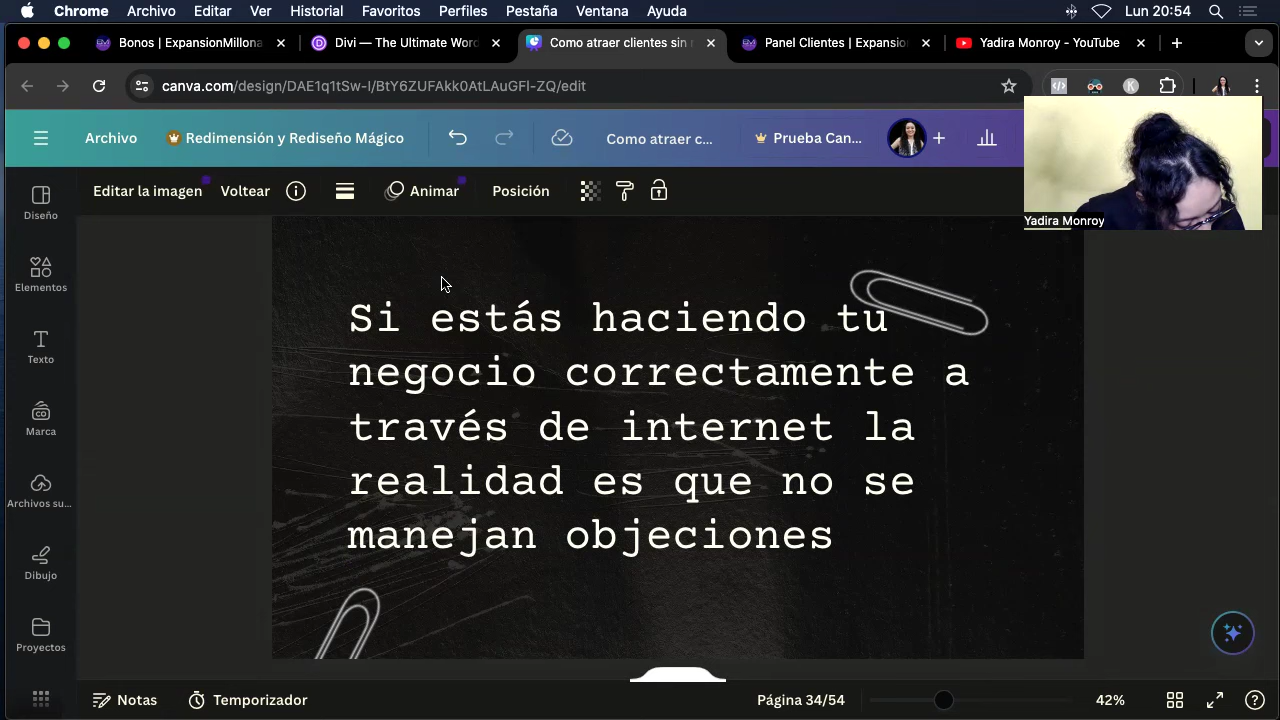 Chrome Archivo Editar Ver Historial Favoritos Perfiles Pestaña Ventana Ayuda Lun 20:54
Bonos | ExpansionMillona
Divi — The Ultimate Wor
Como atraer clientes sin
Panel Clientes | Expansio
Yadira Monroy - YouTube
canva.com/design/DAE1q1tSw-I/BtY6ZUFAkk0AtLAuGFI-ZQ/edit
Archivo Redimensión y Rediseño Mágico Como atraer c... Prueba Can...
Editar la imagen Voltear Animar Posición
Yadira Monroy
Diseño
Elementos
Texto
Marca
Archivos su...
Dibujo
Proyectos
Si estás haciendo tu
negocio correctamente a
través de internet la
realidad es que no se
manejan objeciones
Notas Temporizador Página 34/54 42%